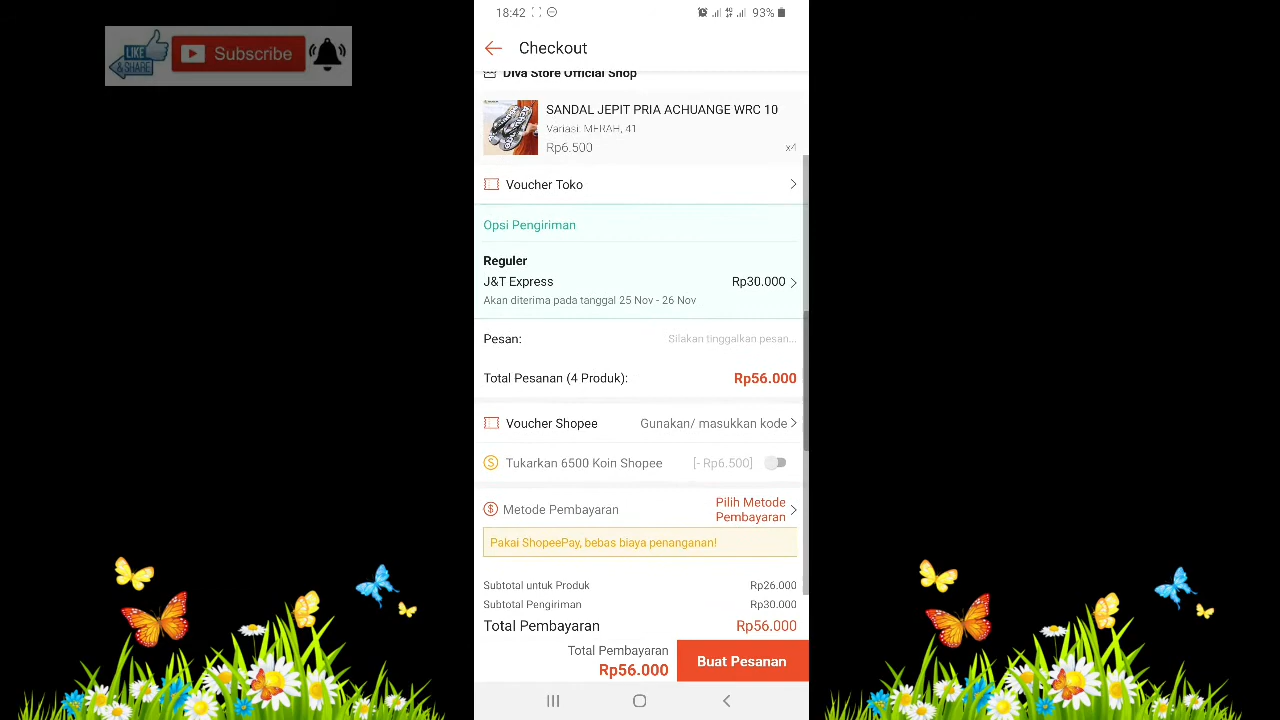 LIKE
& SHARE
Subscribe
18:42
93%
Checkout
Diva Store Official Shop
SANDAL JEPIT PRIA ACHUANGE WRC 10
Variasi: MERAH, 41
Rp6.500 x4
Voucher Toko
Opsi Pengiriman
Reguler
J&T Express Rp30.000
Akan diterima pada tanggal 25 Nov - 26 Nov
Pesan: Silakan tinggalkan pesan...
Total Pesanan (4 Produk): Rp56.000
Voucher Shopee Gunakan/ masukkan kode
Tukarkan 6500 Koin Shopee [- Rp6.500]
Metode Pembayaran Pilih Metode
Pembayaran
Pakai ShopeePay, bebas biaya penanganan!
Subtotal untuk Produk Rp26.000
Subtotal Pengiriman Rp30.000
Total Pembayaran Rp56.000
Total Pembayaran
Rp56.000
Buat Pesanan